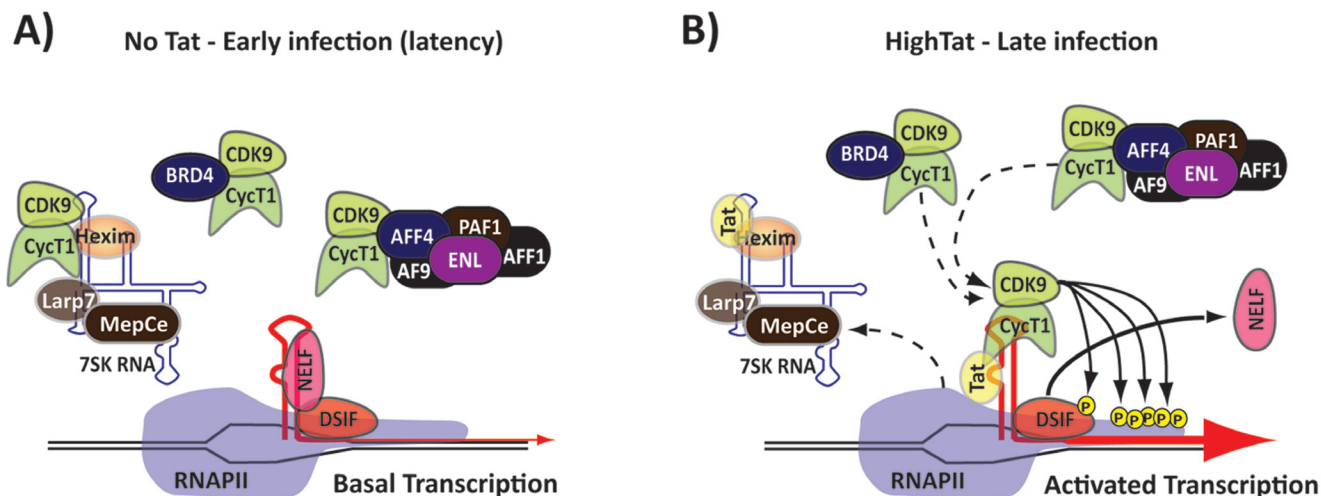 A)
No Tat - Early infection (latency)
CDK9
BRD4
CycT1
CDK9
Hexim
CycT1
CDK9
PAF1
AFF4
CycT1
AFF1
ENL
AF9
Larp7
MepCe
7SK RNA
NELF
DSIF
RNAPII
Basal Transcription
B)
HighTat - Late infection
CDK9
BRD4
CycT1
CDK9
PAF1
AFF4
CycT1
AFF1
ENL
AF9
Tat
Hexim
Larp7
MepCe
CDK9
CycT1
NELF
7SK RNA
Tat
DSIF
P
P
P
P
P
P
RNAPII
Activated Transcription